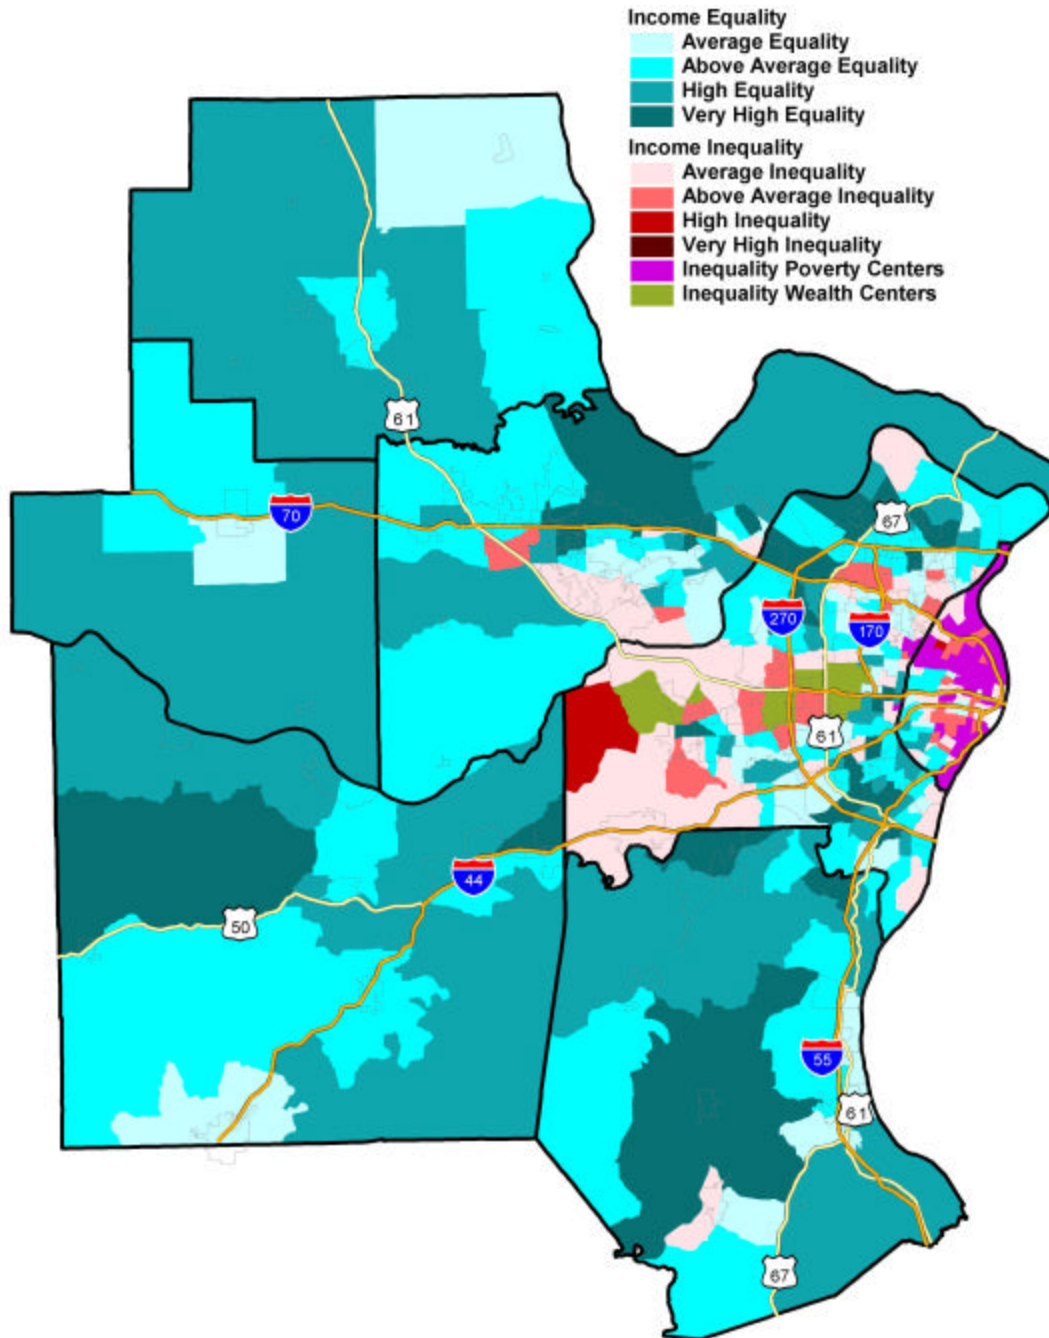 Income Equality
Average Equality
Above Average Equality
High Equality
Very High Equality
Income Inequality
Average Inequality
Above Average Inequality
High Inequality
Very High Inequality
Inequality Poverty Centers
Inequality Wealth Centers
61
70
67
270
170
61
44
50
55
61
67